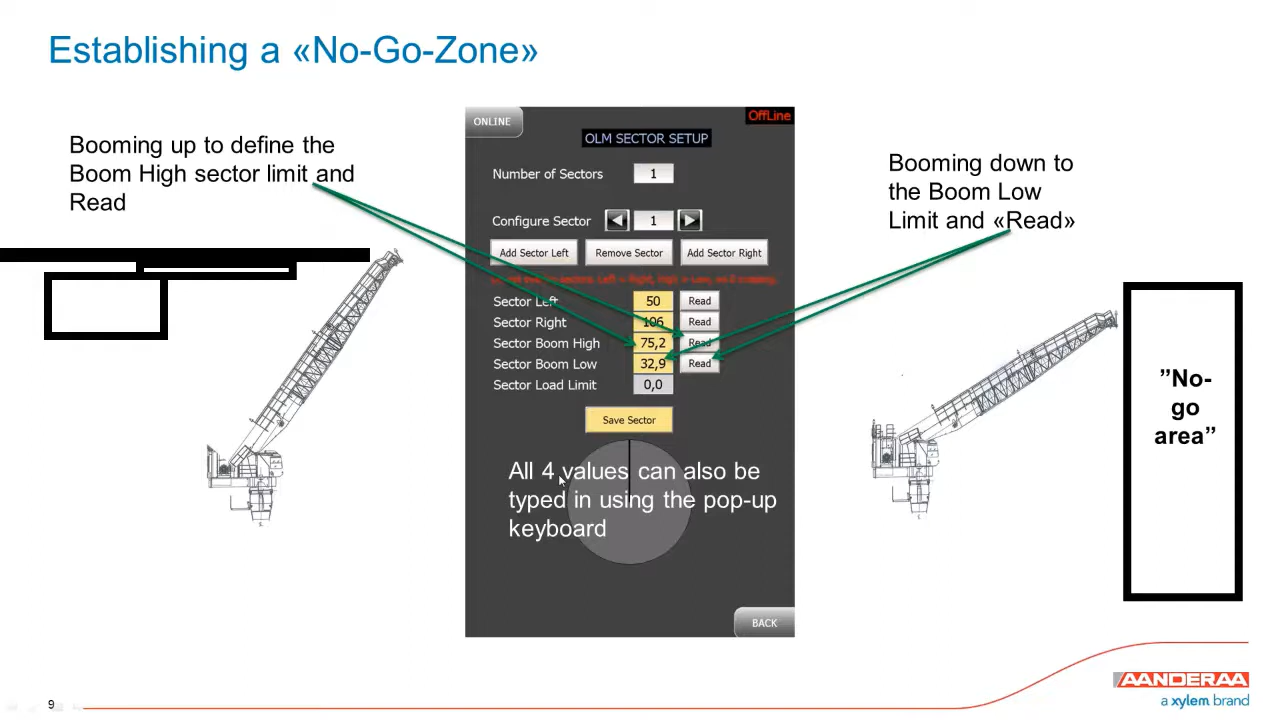 Establishing a «No-Go-Zone»
Booming up to define the
Boom High sector limit and
Read
ONLINE
OffLine
OLM SECTOR SETUP
Number of Sectors 1
Configure Sector 1
Add Sector Left Remove Sector Add Sector Right
Sector Left 50 Read
Sector Right 106 Read
Sector Boom High 75,2 Read
Sector Boom Low 32,9 Read
Sector Load Limit 0,0
Save Sector
All 4 values can also be
typed in using the pop-up
keyboard
BACK
Booming down to
the Boom Low
Limit and «Read»
”No-
go
area”
9
AANDERAA
a xylem brand